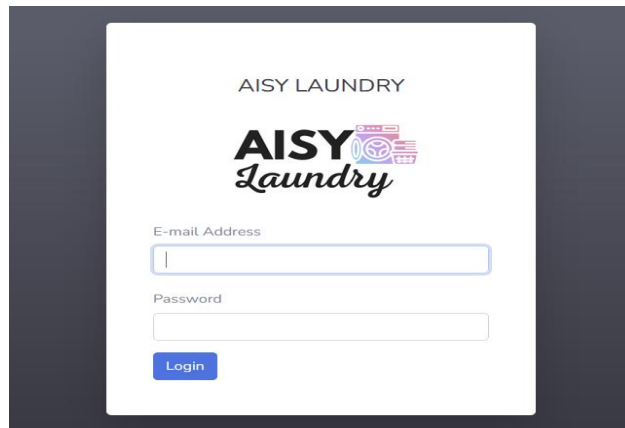 AISY LAUNDRY
AISY
Laundry
E-mail Address
Password
Login